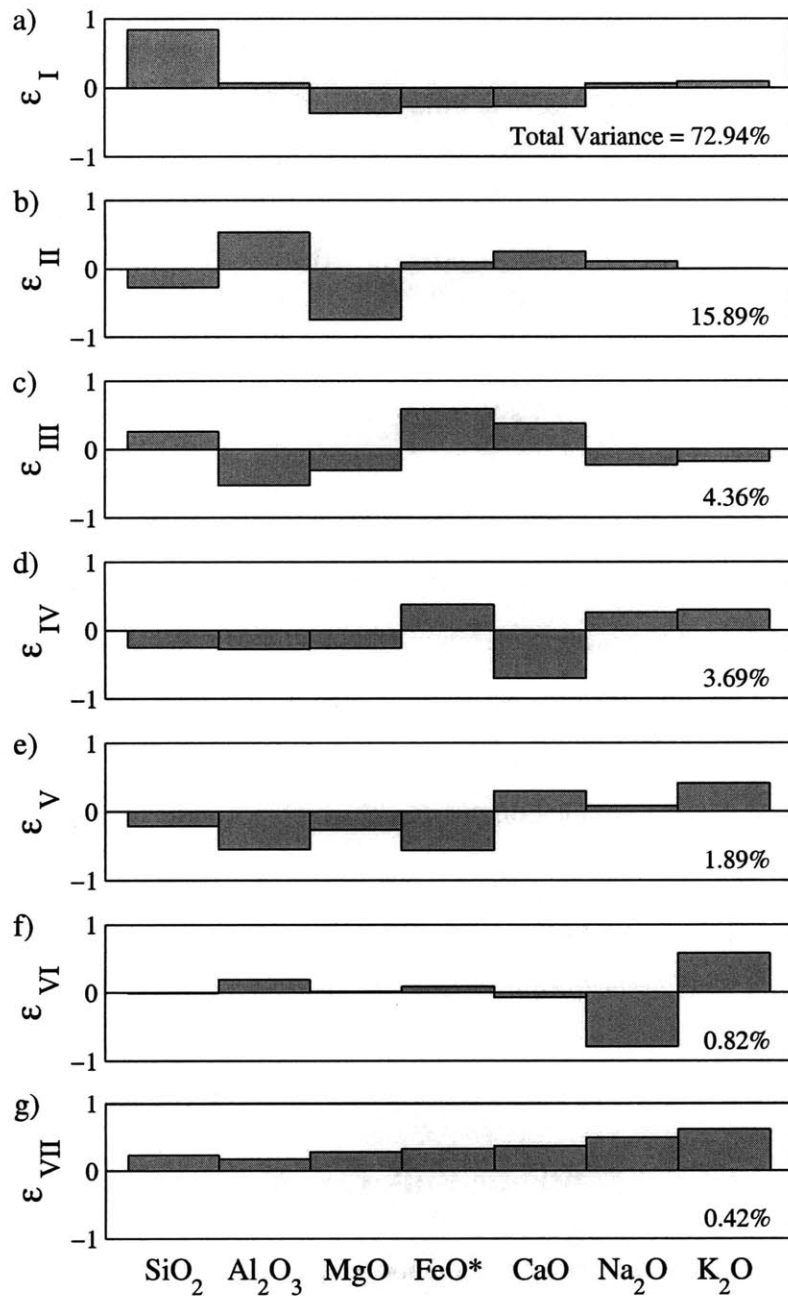 a)
1
0
−1
ε I
Total Variance = 72.94%
b)
1
0
−1
ε II
15.89%
c)
1
0
−1
ε III
4.36%
d)
1
0
−1
ε IV
3.69%
e)
1
0
−1
ε V
1.89%
f)
1
0
−1
ε VI
0.82%
g)
1
0
−1
ε VII
0.42%
SiO₂ Al₂O₃ MgO FeO* CaO Na₂O K₂O